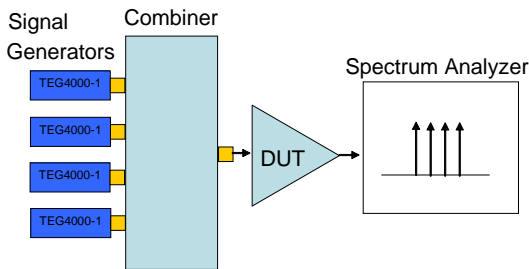 Signal
Generators
Combiner
Spectrum Analyzer
TEG4000-1
TEG4000-1
TEG4000-1
TEG4000-1
DUT